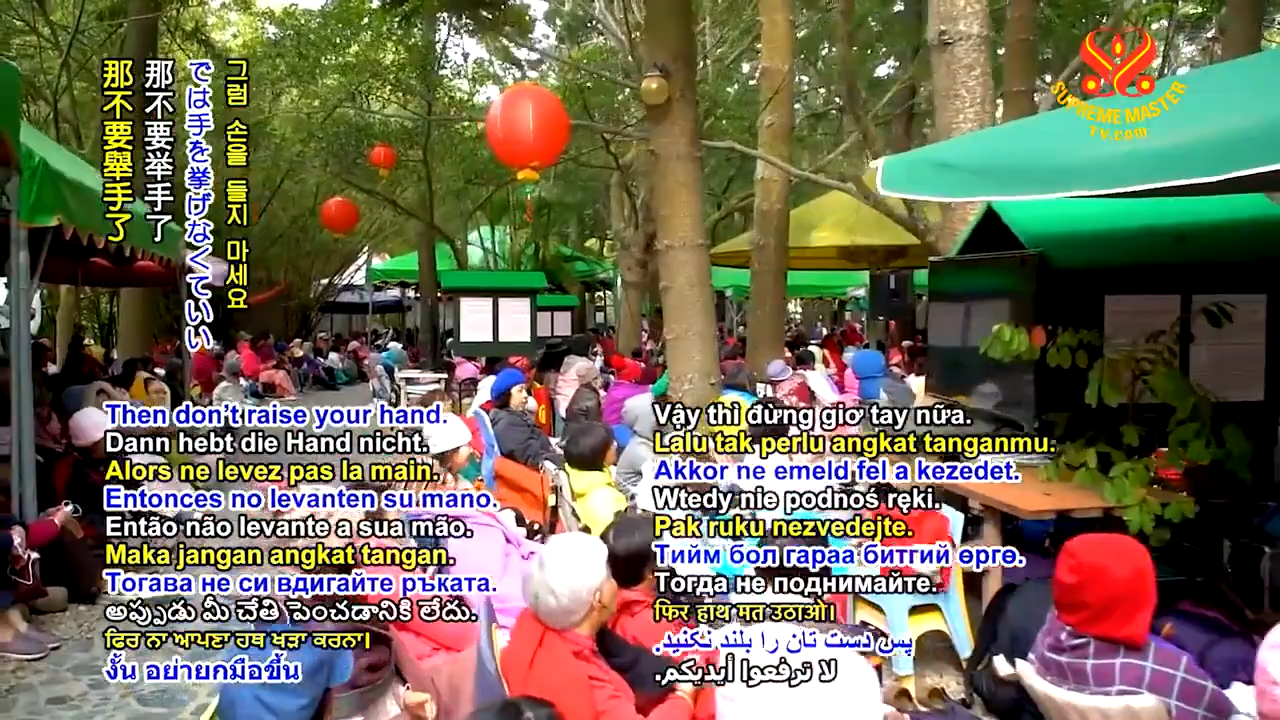 그럼 손을 들지 마세요
では手を挙げなくていい
那不要举手了
那不要舉手了
SUPREME MASTER
TV.com
Then don't raise your hand.
Dann hebt die Hand nicht.
Alors ne levez pas la main.
Entonces no levanten su mano.
Então não levante a sua mão.
Maka jangan angkat tangan.
Тогава не си вдигайте ръката.
అప్పుడు మీ చేతి పెంచడానికి లేదు.
ਫਿਰ ਨਾ ਆਪਣਾ ਹਥ ਖੜਾ ਕਰਨਾ।
งั้น อย่ายกมือขึ้น
Vậy thì đừng giơ tay nữa.
Lalu tak perlu angkat tanganmu.
Akkor ne emeld fel a kezedet.
Wtedy nie podnoś ręki.
Pak ruku nezvedejte.
Тийм бол гараа битгий өргө.
Тогда не поднимайте.
फिर हाथ मत उठाओ।
پس دست تان را بلند نکنید.
لا ترفعوا أيديكم.